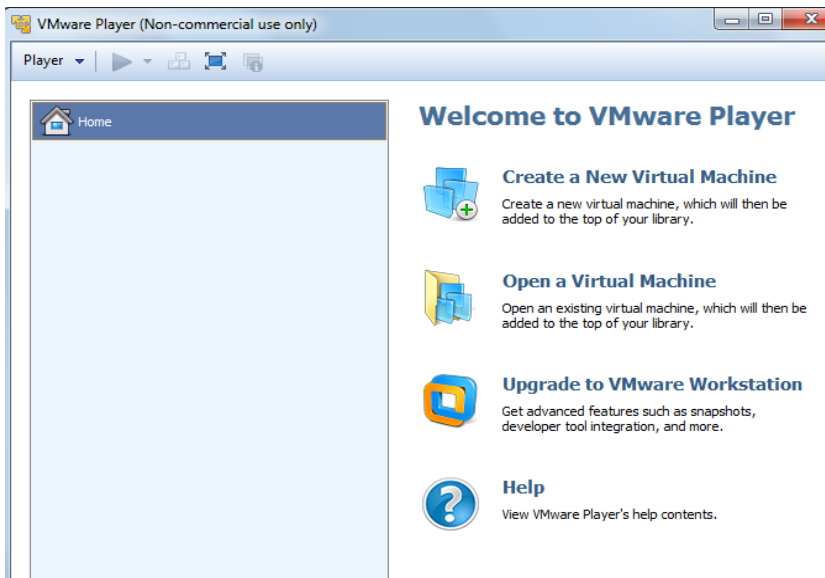 VMware Player (Non-commercial use only)
Player
Home
Welcome to VMware Player
Create a New Virtual Machine
Create a new virtual machine, which will then be
added to the top of your library.
Open a Virtual Machine
Open an existing virtual machine, which will then be
added to the top of your library.
Upgrade to VMware Workstation
Get advanced features such as snapshots,
developer tool integration, and more.
Help
View VMware Player's help contents.